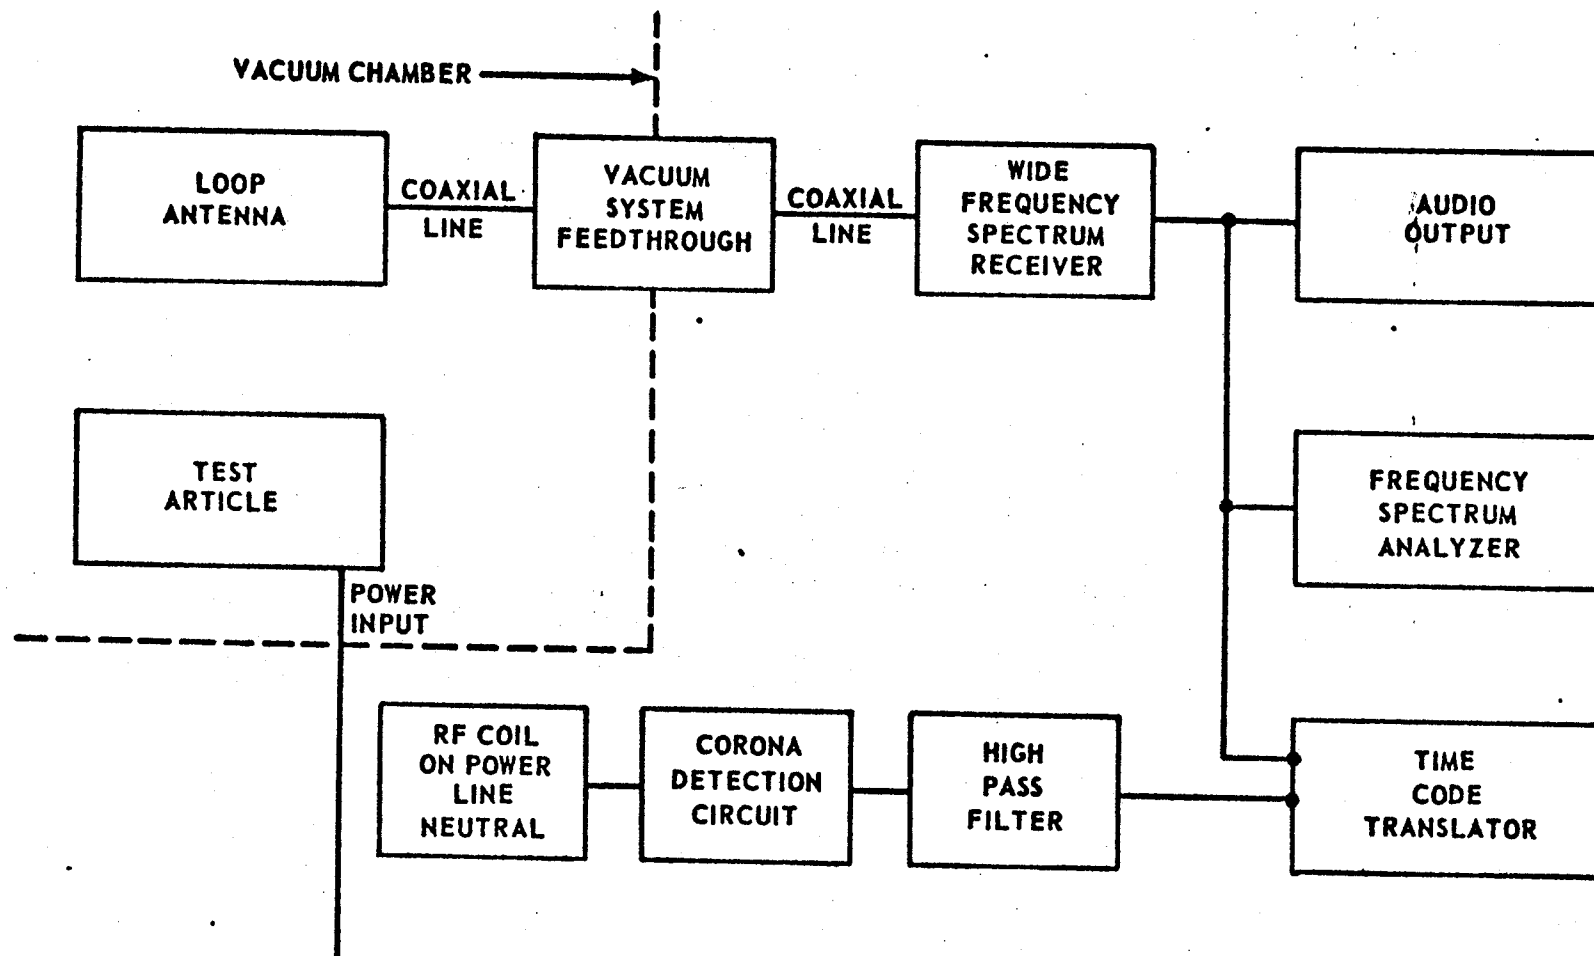 VACUUM CHAMBER
LOOP
ANTENNA
COAXIAL
LINE
VACUUM
SYSTEM
FEEDTHROUGH
COAXIAL
LINE
WIDE
FREQUENCY
SPECTRUM
RECEIVER
AUDIO
OUTPUT
TEST
ARTICLE
POWER
INPUT
FREQUENCY
SPECTRUM
ANALYZER
RF COIL
ON POWER
LINE
NEUTRAL
CORONA
DETECTION
CIRCUIT
HIGH
PASS
FILTER
TIME
CODE
TRANSLATOR